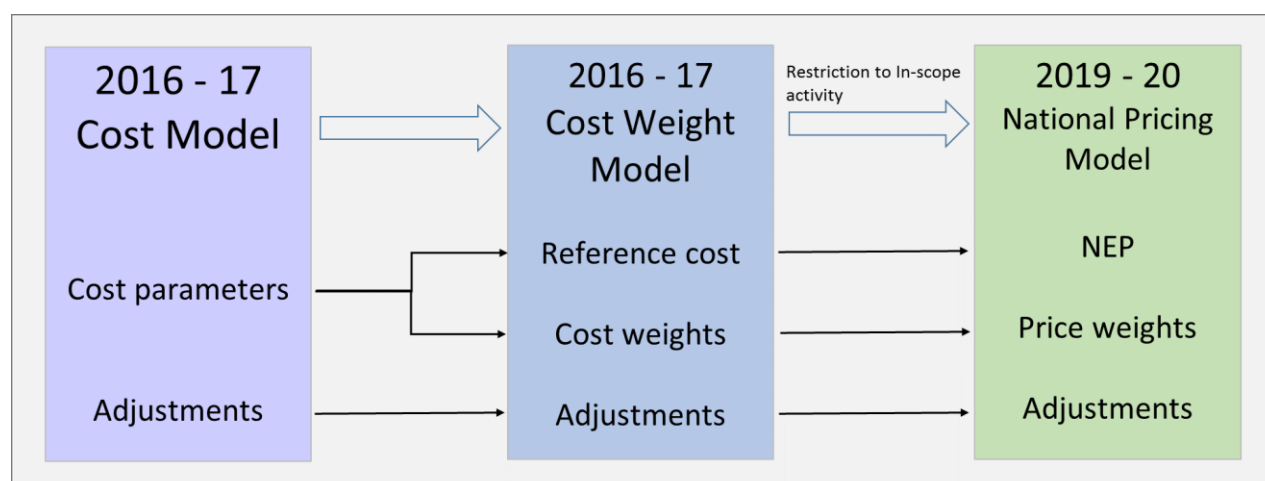 2016 - 17
Cost Model
Cost parameters
Adjustments
2016 - 17
Cost Weight
Model
Reference cost
Cost weights
Adjustments
Restriction to In-scope
activity
2019 - 20
National Pricing
Model
NEP
Price weights
Adjustments